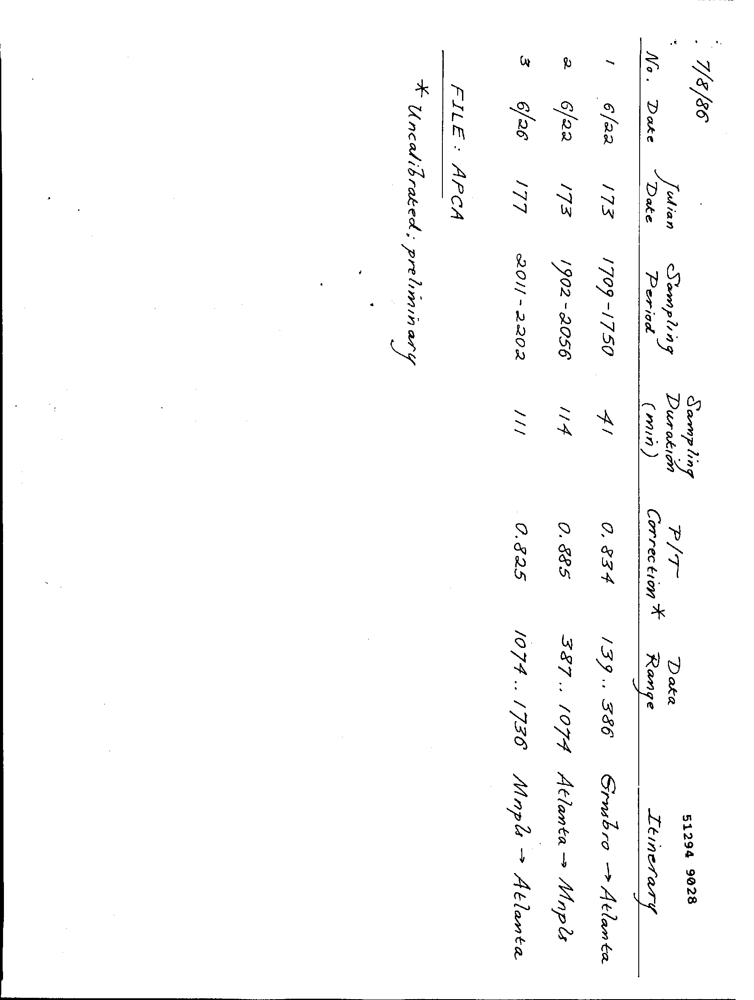 7/8/86
51294 9028
No. Date Julian Date Sampling Period Sampling Duration (min) P/T Correction* Data Range Itinerary
1 6/22 173 1709-1750 41 0.834 139..386 Grnsbro → Atlanta
2 6/22 173 1902-2056 114 0.885 387..1074 Atlanta → Mnpls
3 6/26 177 2011-2202 111 0.825 1074..1736 Mnpls → Atlanta
FILE: APCA
* Uncalibrated; preliminary